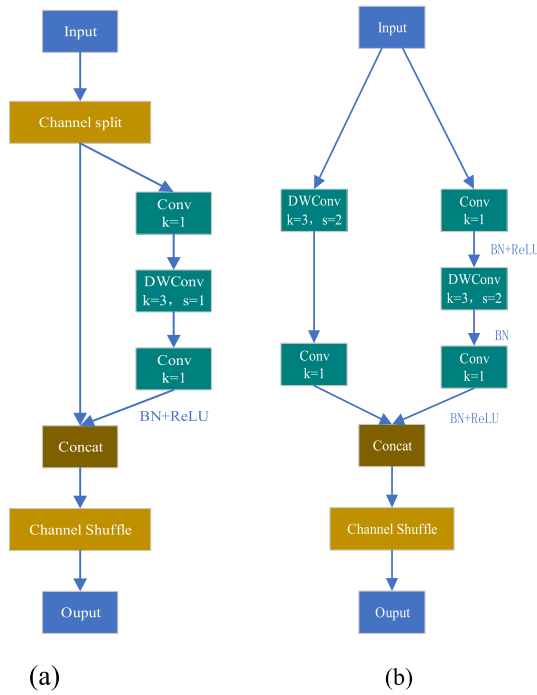 Input
Channel split
Conv
k=1
DWConv
k=3，s=1
Conv
k=1
BN+ReLU
Concat
Channel Shuffle
Ouput
(a)
Input
DWConv
k=3，s=2
Conv
k=1
BN+ReLU
DWConv
k=3，s=2
BN
Conv
k=1
Conv
k=1
BN+ReLU
Concat
Channel Shuffle
Ouput
(b)